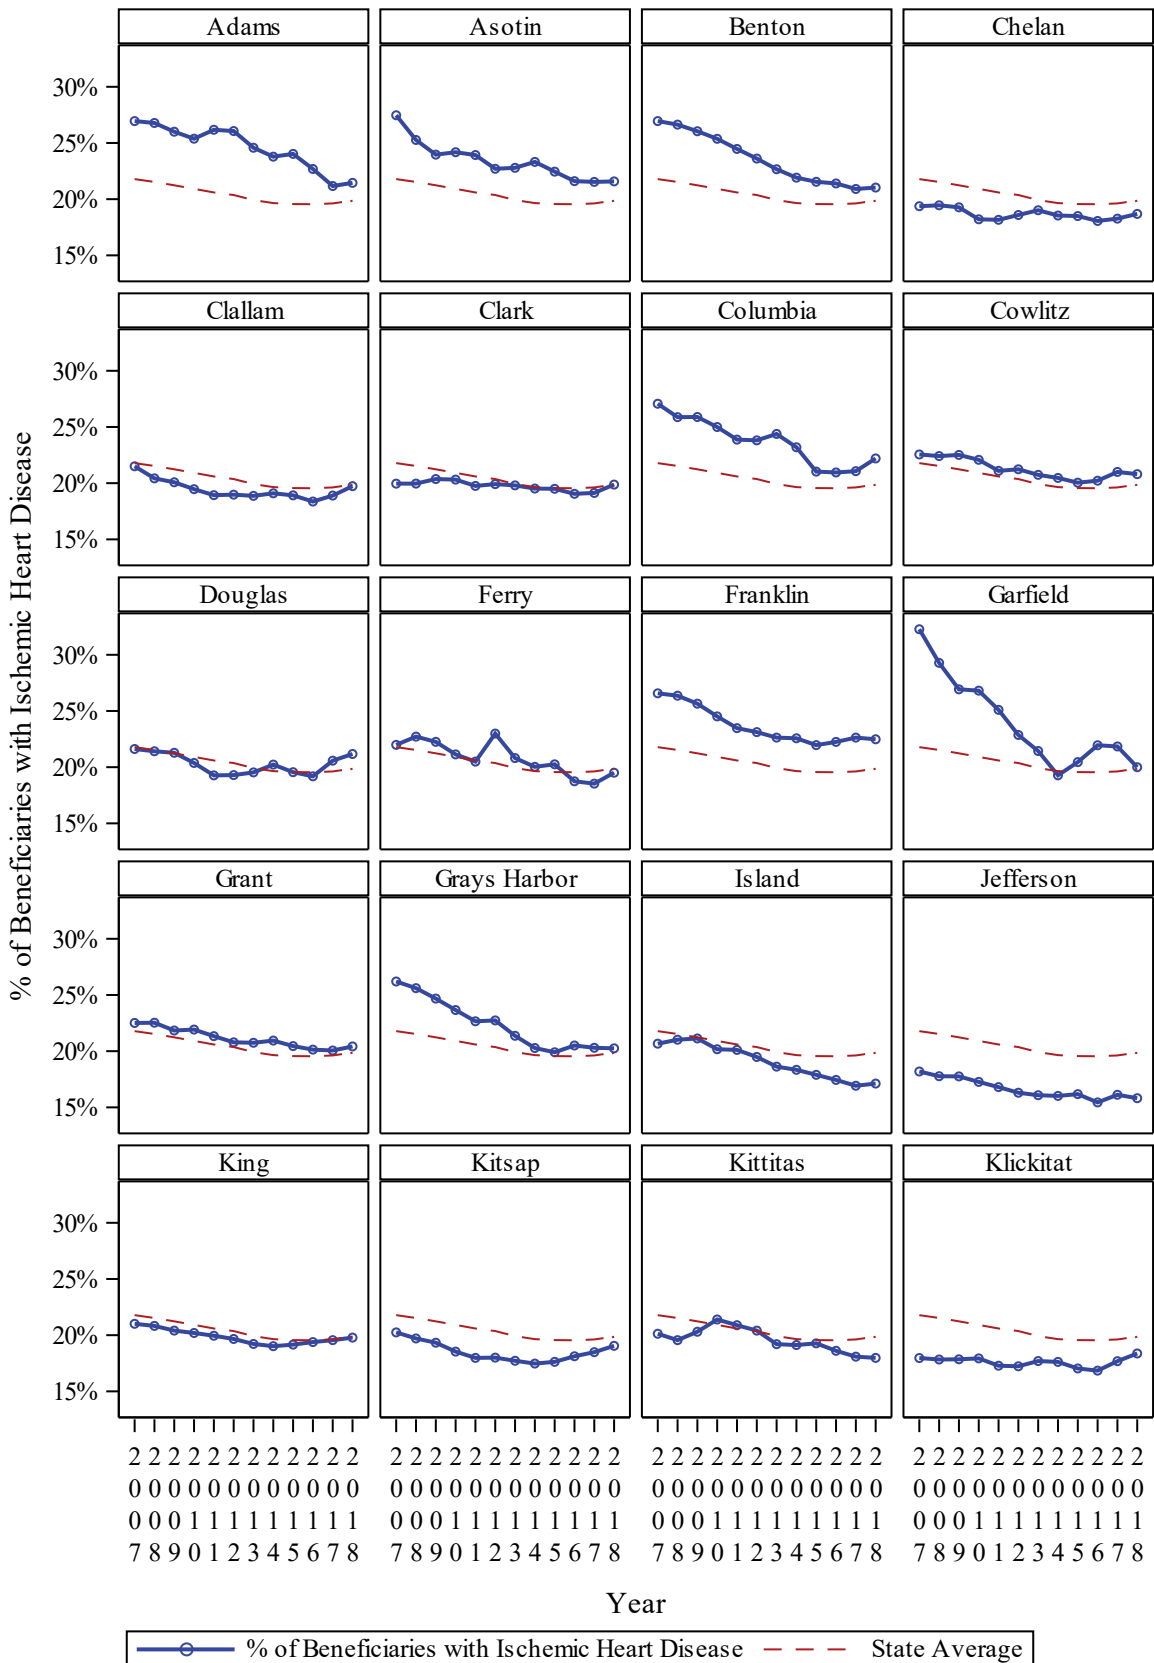 Adams Asotin Benton Chelan
30%
25%
20%
15%
Clallam Clark Columbia Cowlitz
30%
25%
20%
15%
Douglas Ferry Franklin Garfield
30%
25%
20%
15%
Grant Grays Harbor Island Jefferson
30%
25%
20%
15%
King Kitsap Kittitas Klickitat
30%
25%
20%
15%
% of Beneficiaries with Ischemic Heart Disease
2007 2008 2009 2010 2011 2012 2013 2014 2015 2016 2017 2018 2007 2008 2009 2010 2011 2012 2013 2014 2015 2016 2017 2018 2007 2008 2009 2010 2011 2012 2013 2014 2015 2016 2017 2018 2007 2008 2009 2010 2011 2012 2013 2014 2015 2016 2017 2018
Year
% of Beneficiaries with Ischemic Heart Disease State Average